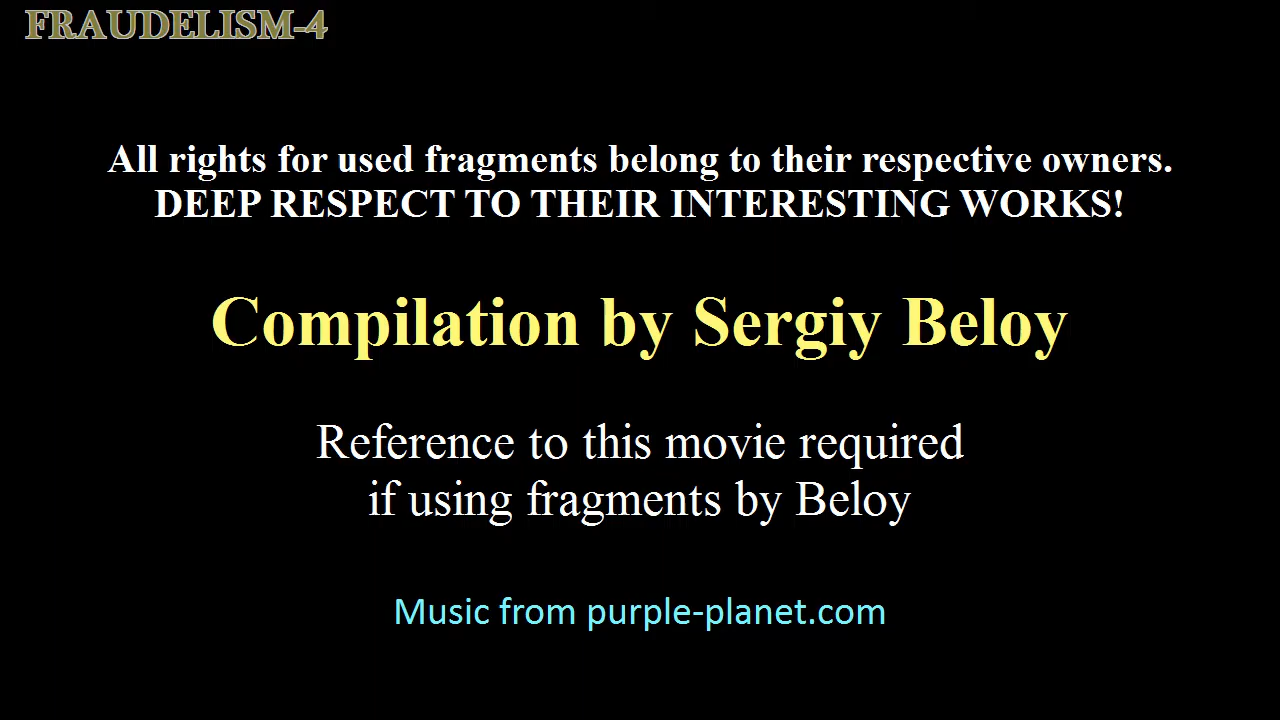 FRAUDELISM-4
All rights for used fragments belong to their respective owners.
DEEP RESPECT TO THEIR INTERESTING WORKS!
Compilation by Sergiy Beloy
Reference to this movie required
if using fragments by Beloy
Music from purple-planet.com